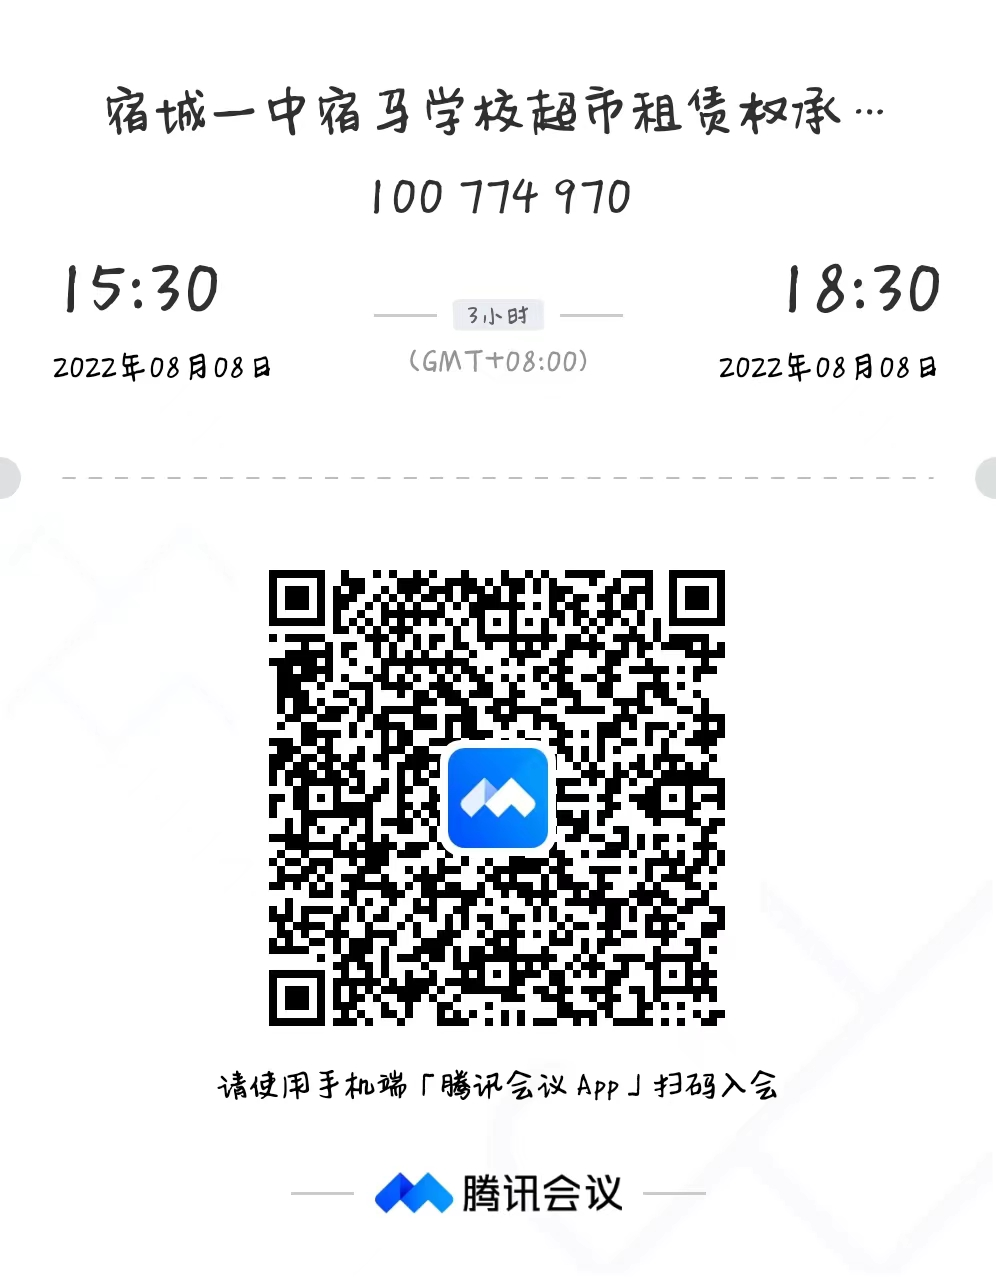 宿城一中宿马学校超市租赁权承…
100 774 970
15:30
3小时
18:30
2022年08月08日
(GMT+08:00)
2022年08月08日
请使用手机端「腾讯会议App」扫码入会
腾讯会议